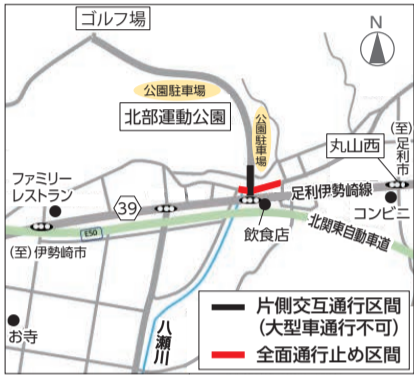 ゴルフ場
N
公園駐車場
北部運動公園
公園駐車場
(至)足利市
丸山西
ファミリー
レストラン
39
足利伊勢崎線
コンビニ
飲食店
北関東自動車道
E50
(至)伊勢崎市
八瀬川
お寺
片側交互通行区間
(大型車通行不可)
全面通行止め区間